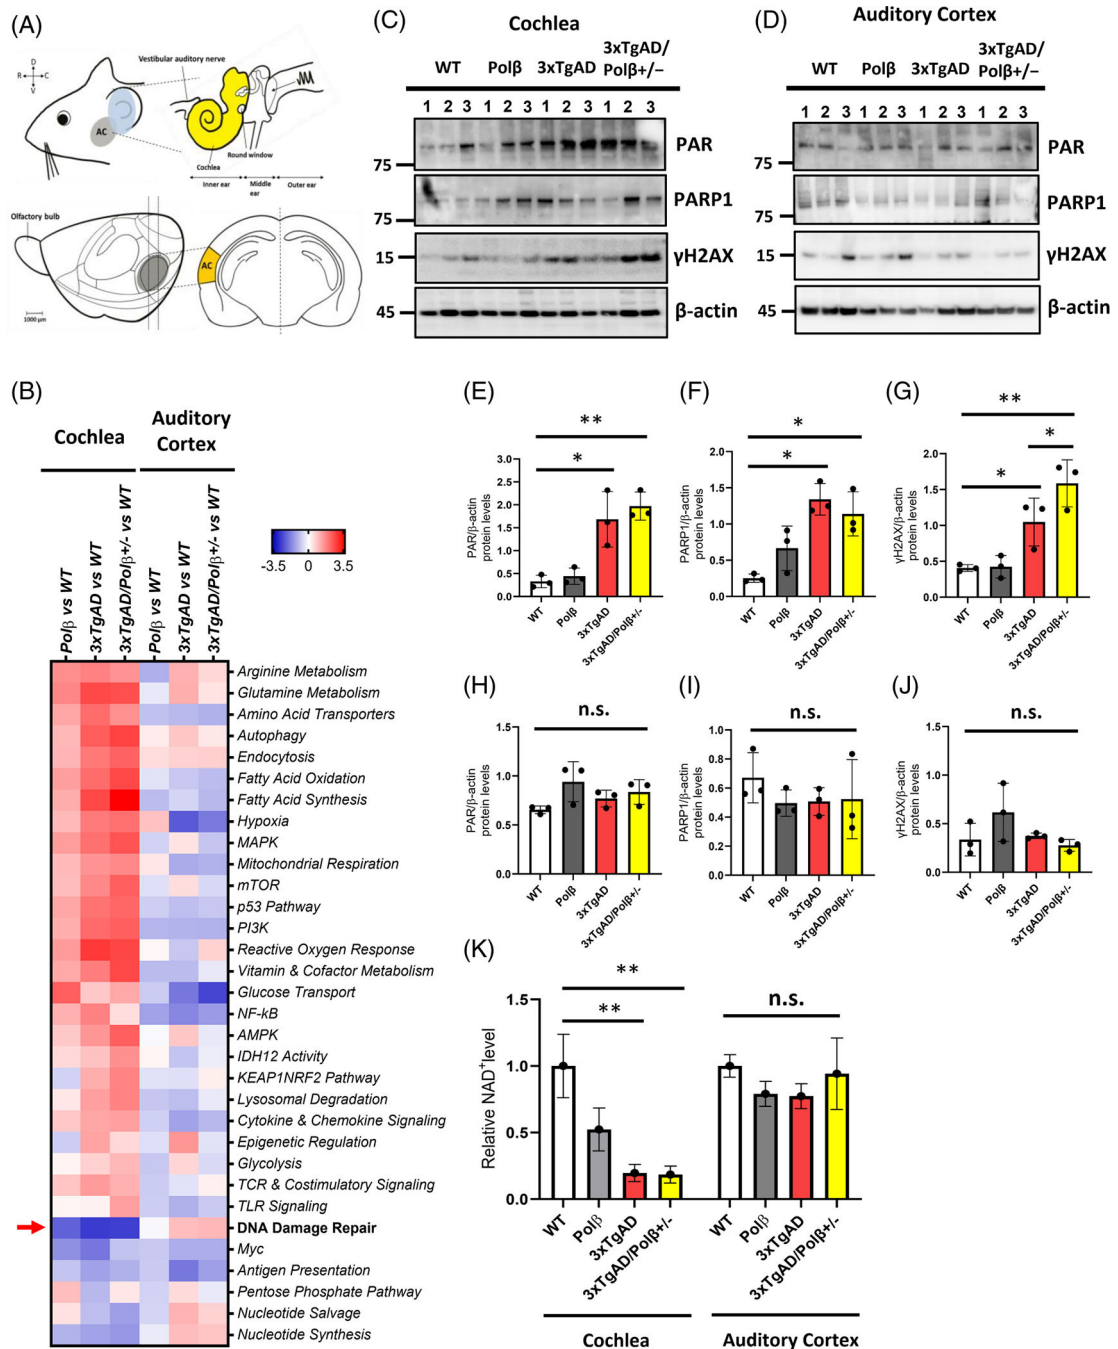 (A)
D
R
C
V
AC
Vestibular auditory nerve
Round window
Cochlea
Inner ear
Middle
ear
Outer ear
Olfactory bulb
AC
1000 µm
(C)
Cochlea
WT
Polβ
3xTgAD
3xTgAD/
Polβ+/−
1 2 3 1 2 3 1 2 3 1 2 3
75
PAR
75
PARP1
15
γH2AX
45
β-actin
(D)
Auditory Cortex
WT
Polβ
3xTgAD
3xTgAD/
Polβ+/−
1 2 3 1 2 3 1 2 3 1 2 3
75
PAR
75
PARP1
15
γH2AX
45
β-actin
(B)
Cochlea
Auditory
Cortex
Polβ vs WT
3xTgAD vs WT
3xTgAD/Polβ+/- vs WT
Polβ vs WT
3xTgAD vs WT
3xTgAD/Polβ+/- vs WT
-3.5 0 3.5
Arginine Metabolism
Glutamine Metabolism
Amino Acid Transporters
Autophagy
Endocytosis
Fatty Acid Oxidation
Fatty Acid Synthesis
Hypoxia
MAPK
Mitochondrial Respiration
mTOR
p53 Pathway
PI3K
Reactive Oxygen Response
Vitamin & Cofactor Metabolism
Glucose Transport
NF-kB
AMPK
IDH12 Activity
KEAP1NRF2 Pathway
Lysosomal Degradation
Cytokine & Chemokine Signaling
Epigenetic Regulation
Glycolysis
TCR & Costimulatory Signaling
TLR Signaling
DNA Damage Repair
Myc
Antigen Presentation
Pentose Phosphate Pathway
Nucleotide Salvage
Nucleotide Synthesis
(E)
**
*
PAR/β-actin
protein levels
3.0
2.5
2.0
1.5
1.0
0.5
0.0
WT
Polβ
3xTgAD
3xTgAD/Polβ+/-
(F)
*
*
PARP1/β-actin
protein levels
2.0
1.5
1.0
0.5
0.0
WT
Polβ
3xTgAD
3xTgAD/Polβ+/-
(G)
**
*
*
γH2AX/β-actin
protein levels
2.0
1.5
1.0
0.5
0.0
WT
Polβ
3xTgAD
3xTgAD/Polβ+/-
(H)
n.s.
PAR/β-actin
protein levels
1.5
1.0
0.5
0.0
WT
Polβ
3xTgAD
3xTgAD/Polβ+/-
(I)
n.s.
PARP1/β-actin
protein levels
1.0
0.5
0.0
WT
Polβ
3xTgAD
3xTgAD/Polβ+/-
(J)
n.s.
γH2AX/β-actin
protein levels
1.5
1.0
0.5
0.0
WT
Polβ
3xTgAD
3xTgAD/Polβ+/-
(K)
**
**
n.s.
Relative NAD⁺level
1.5
1.0
0.5
0.0
WT
Polβ
3xTgAD
3xTgAD/Polβ+/-
WT
Polβ
3xTgAD
3xTgAD/Polβ+/-
Cochlea
Auditory Cortex